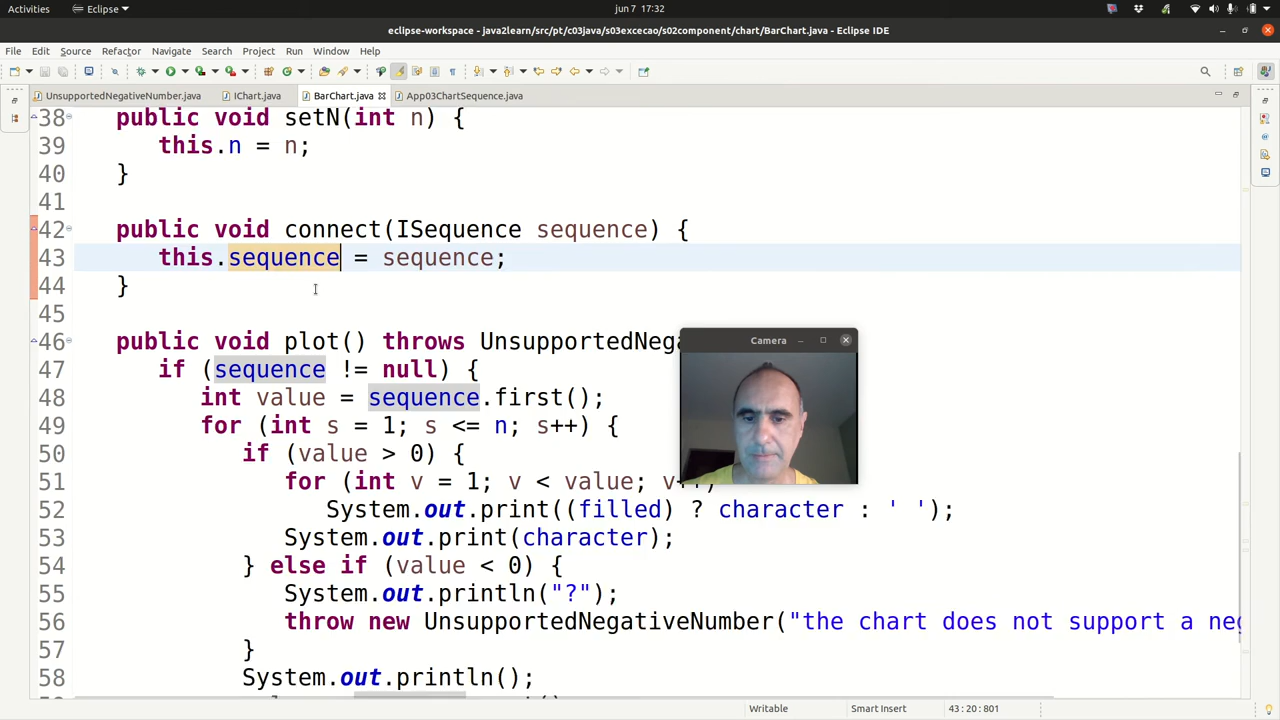 Activities
Eclipse
jun 7 17:32
eclipse-workspace - java2learn/src/pt/c03java/s03excecao/s02component/chart/BarChart.java - Eclipse IDE
File Edit Source Refactor Navigate Search Project Run Window Help
UnsupportedNegativeNumber.java IChart.java BarChart.java App03ChartSequence.java
38 public void setN(int n) {
39 this.n = n;
40 }
41
42 public void connect(ISequence sequence) {
43 this.sequence = sequence;
44 }
45
46 public void plot() throws UnsupportedNega
47 if (sequence != null) {
48 int value = sequence.first();
49 for (int s = 1; s <= n; s++) {
50 if (value > 0) {
51 for (int v = 1; v < value; v++)
52 System.out.print((filled) ? character : ' ');
53 System.out.print(character);
54 } else if (value < 0) {
55 System.out.println("?");
56 throw new UnsupportedNegativeNumber("the chart does not support a neg
57 }
58 System.out.println();
Camera
Writable Smart Insert 43 : 20 : 801